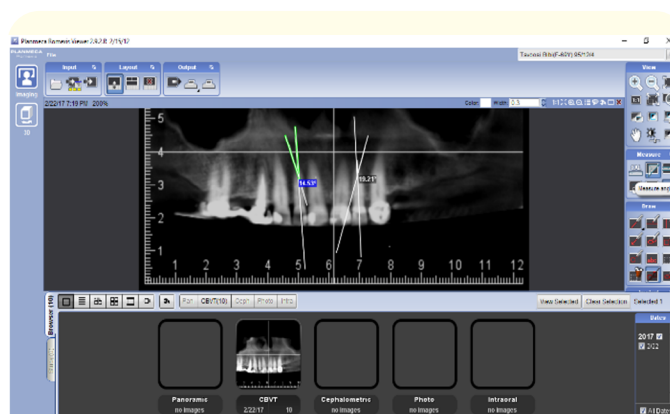 Planmeca Romexis Viewer 2.9.2.R 7/15/12
PLANMECA
File
Input
Layout
Output
View
Imaging
3D
2/22/17 7:19 PM 200%
Color:
Width: 0.5
Measure
Measure angle
Draw
14.53°
19.21°
5
4
3
2
1
1 2 3 4 5 6 7 8 9 10 11 12
Browser (10)
Pan
CBVT(10)
Ceph
Photo
Intra
View Selected
Clear Selection
Selected 1
Dates
2017
2/22
Panoramic
no images
CBVT
2/22/17 10
Cephalometric
no images
Photo
no images
Intraoral
no images